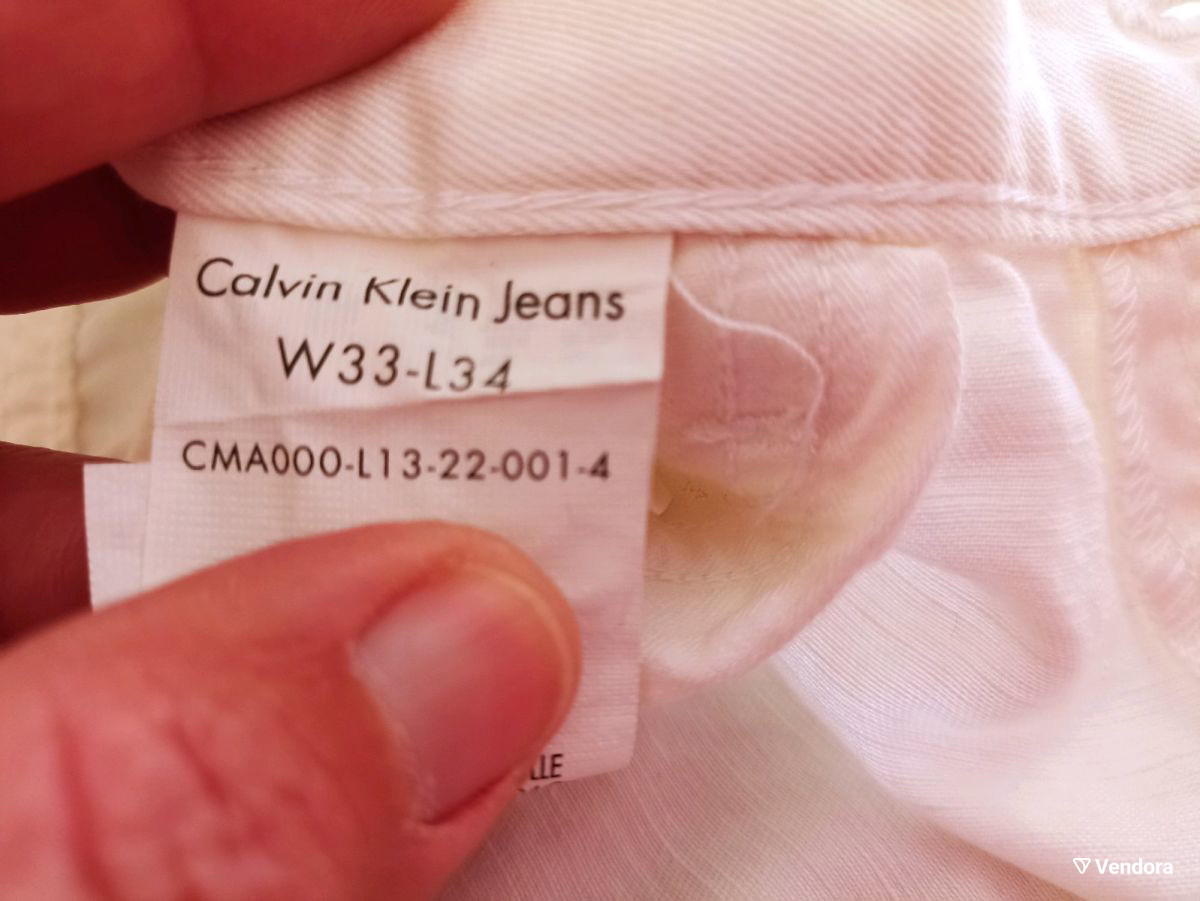 Calvin Klein Jeans
W33-L34
CMA000-L13-22-001-4
Vendora